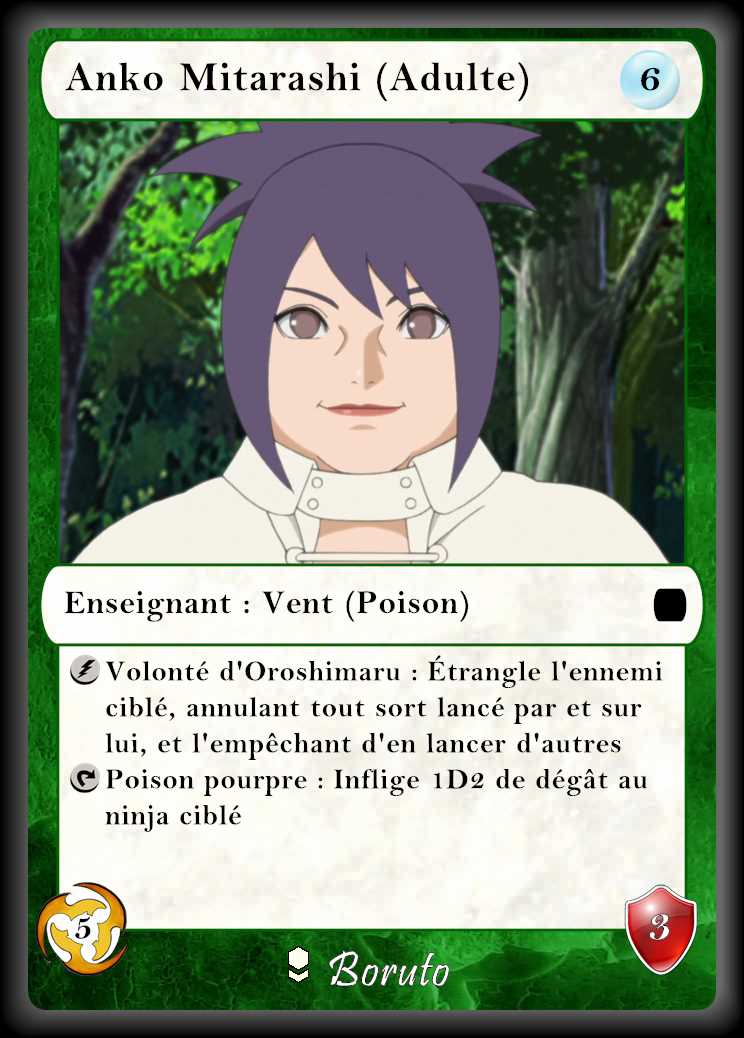 Anko Mitarashi (Adulte)
6
Enseignant : Vent (Poison)
Volonté d'Oroshimaru : Étrangle l'ennemi
ciblé, annulant tout sort lancé par et sur
lui, et l'empêchant d'en lancer d'autres
Poison pourpre : Inflige 1D2 de dégât au
ninja ciblé
5
3
Boruto